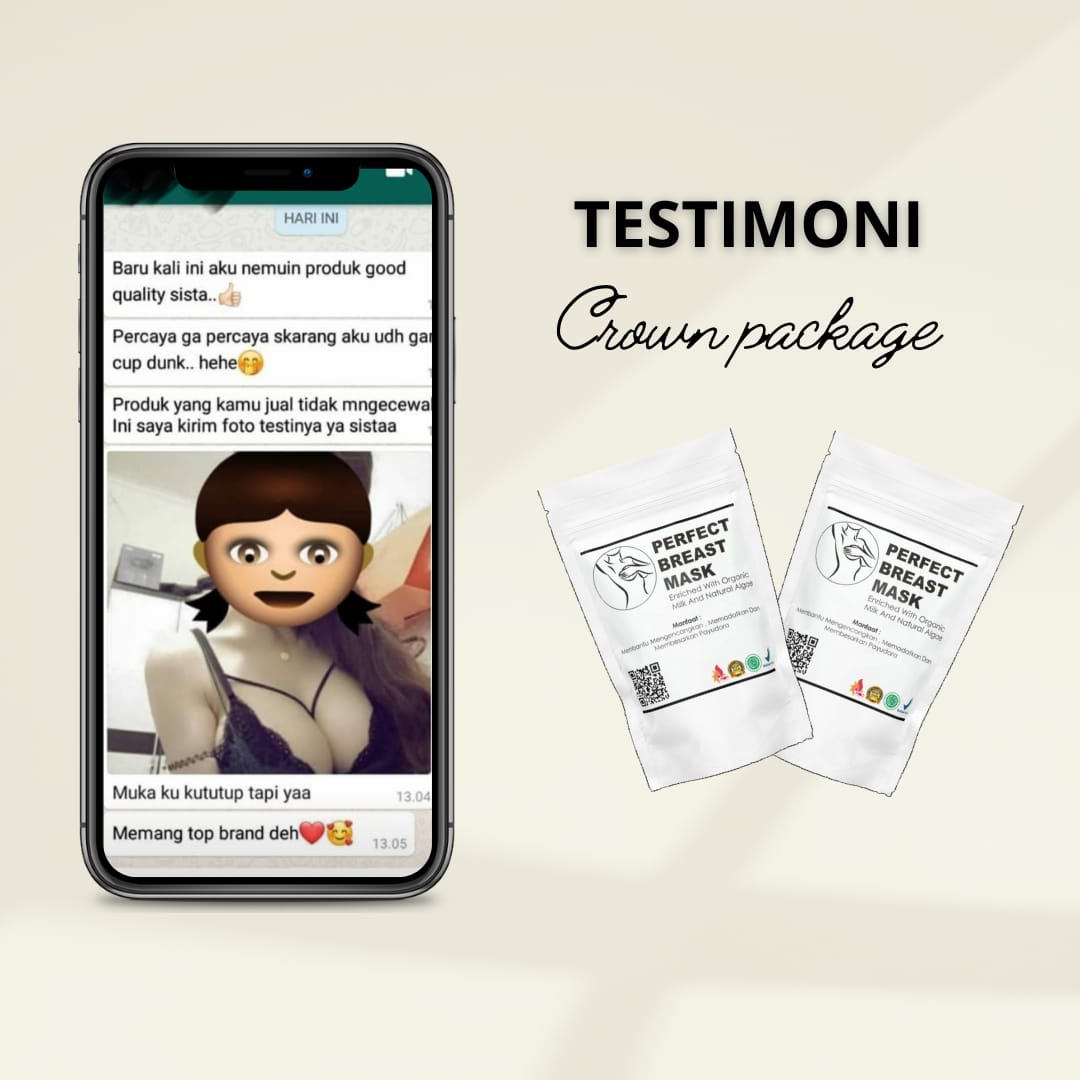 HARI INI
Baru kali ini aku nemuin produk good
quality sista..👍🏻
Percaya ga percaya skarang aku udh
cup dunk.. hehe🤭
Produk yang kamu jual tidak
Ini saya kirim foto testinya ya sistaa
Muka ku kututup tapi yaa
13.04
Memang top brand deh❤️🥰
13.05
TESTIMONI
Crown package
PERFECT
BREAST
MASK
Enriched With Organic
Milk And Natural Algae
Manfaat :
Membantu Mengencangkan , Memadatkan Dan
Membesarkan Payudara
PERFECT
BREAST
MASK
Enriched With Organic
Milk And Natural Algae
Manfaat :
Membantu Mengencangkan , Memadatkan Dan
Membesarkan Payudara